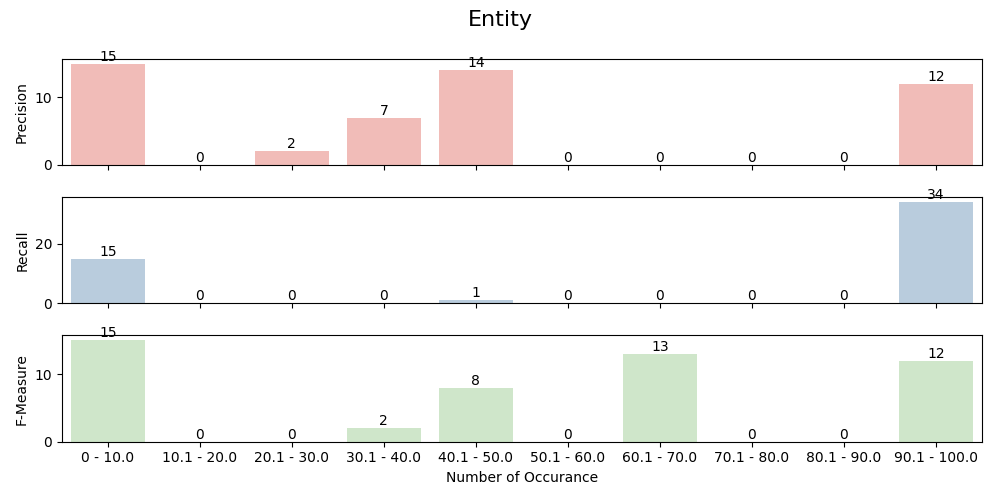 Entity
15 0 2 7 14 0 0 0 0 12
10
0
Precision
15 0 0 0 1 0 0 0 0 34
20
0
Recall
15 0 0 2 8 0 13 0 0 12
10
0
F-Measure
0 - 10.0 10.1 - 20.0 20.1 - 30.0 30.1 - 40.0 40.1 - 50.0 50.1 - 60.0 60.1 - 70.0 70.1 - 80.0 80.1 - 90.0 90.1 - 100.0
Number of Occurance